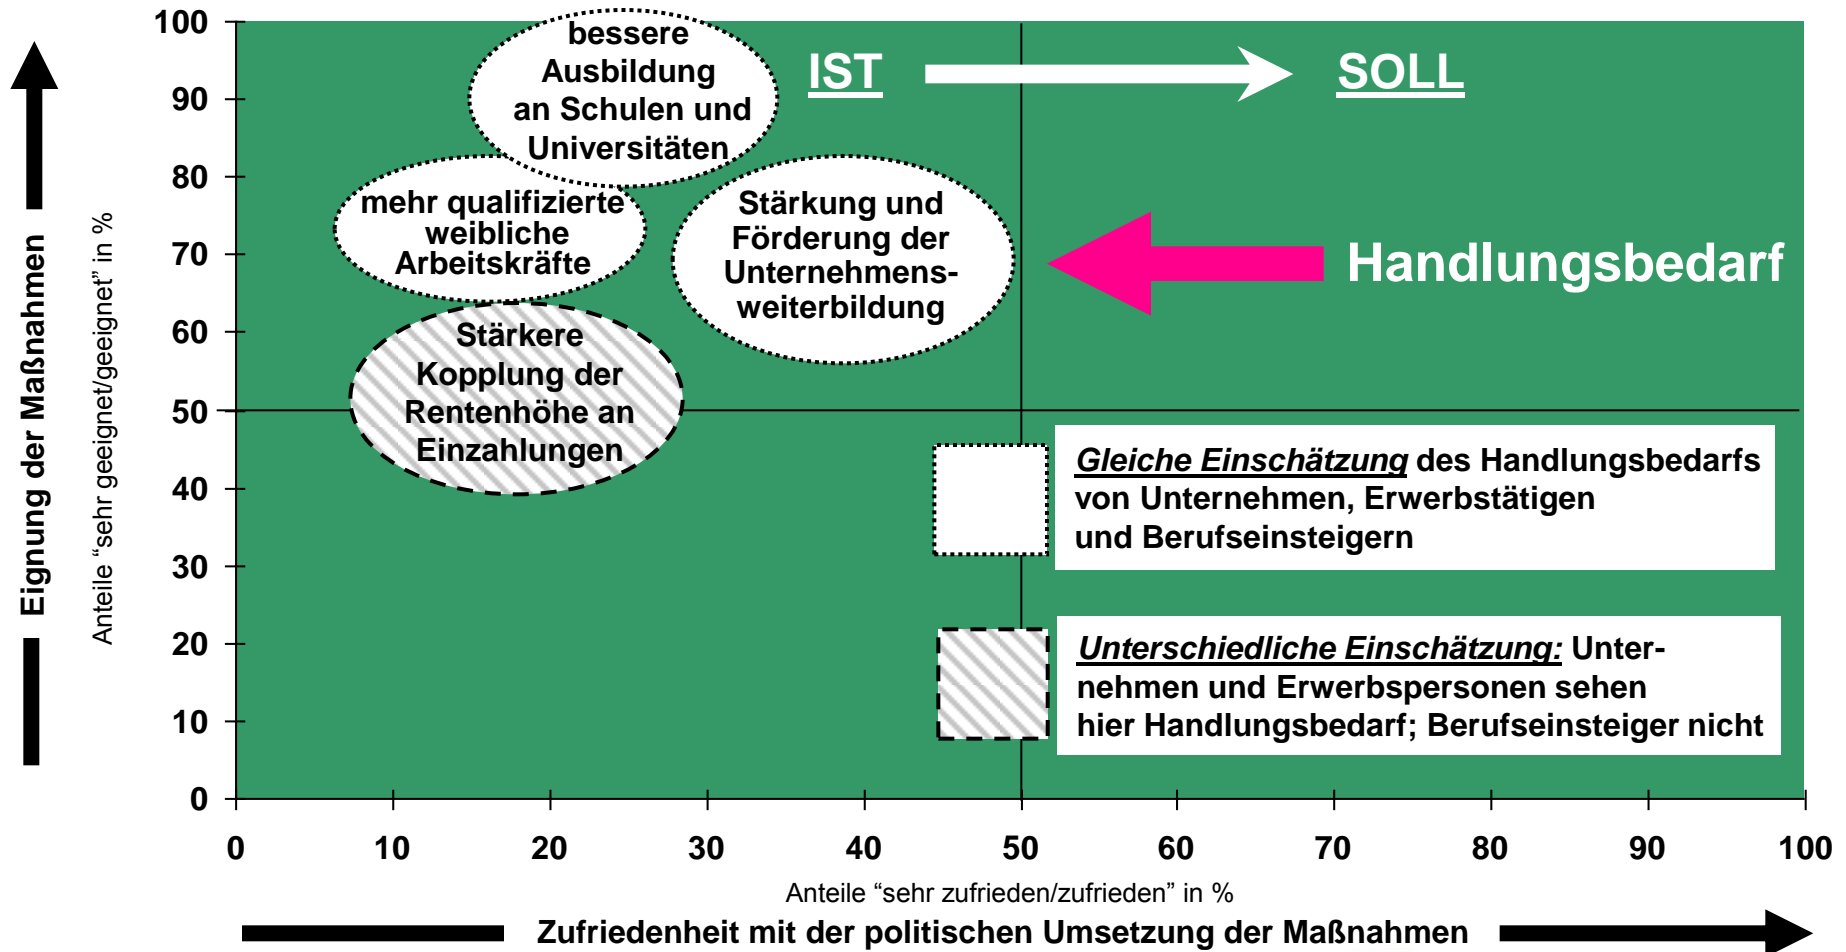 Eignung der Maßnahmen
Anteile “sehr geeignet/geeignet” in %
100
90
80
70
60
50
40
30
20
10
0
bessere
Ausbildung
an Schulen und
Universitäten
IST
SOLL
mehr qualifizierte
weibliche
Arbeitskräfte
Stärkung und
Förderung der
Unternehmens-
weiterbildung
Handlungsbedarf
Stärkere
Kopplung der
Rentenhöhe an
Einzahlungen
Gleiche Einschätzung des Handlungsbedarfs
von Unternehmen, Erwerbstätigen
und Berufseinsteigern
Unterschiedliche Einschätzung: Unter-
nehmen und Erwerbspersonen sehen
hier Handlungsbedarf; Berufseinsteiger nicht
0 10 20 30 40 50 60 70 80 90 100
Anteile “sehr zufrieden/zufrieden” in %
Zufriedenheit mit der politischen Umsetzung der Maßnahmen